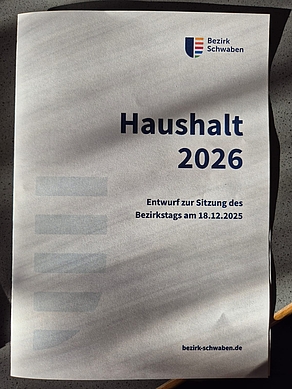 Bezirk
Schwaben
Haushalt
2026
Entwurf zur Sitzung des
Bezirkstags am 18.12.2025
bezirk-schwaben.de